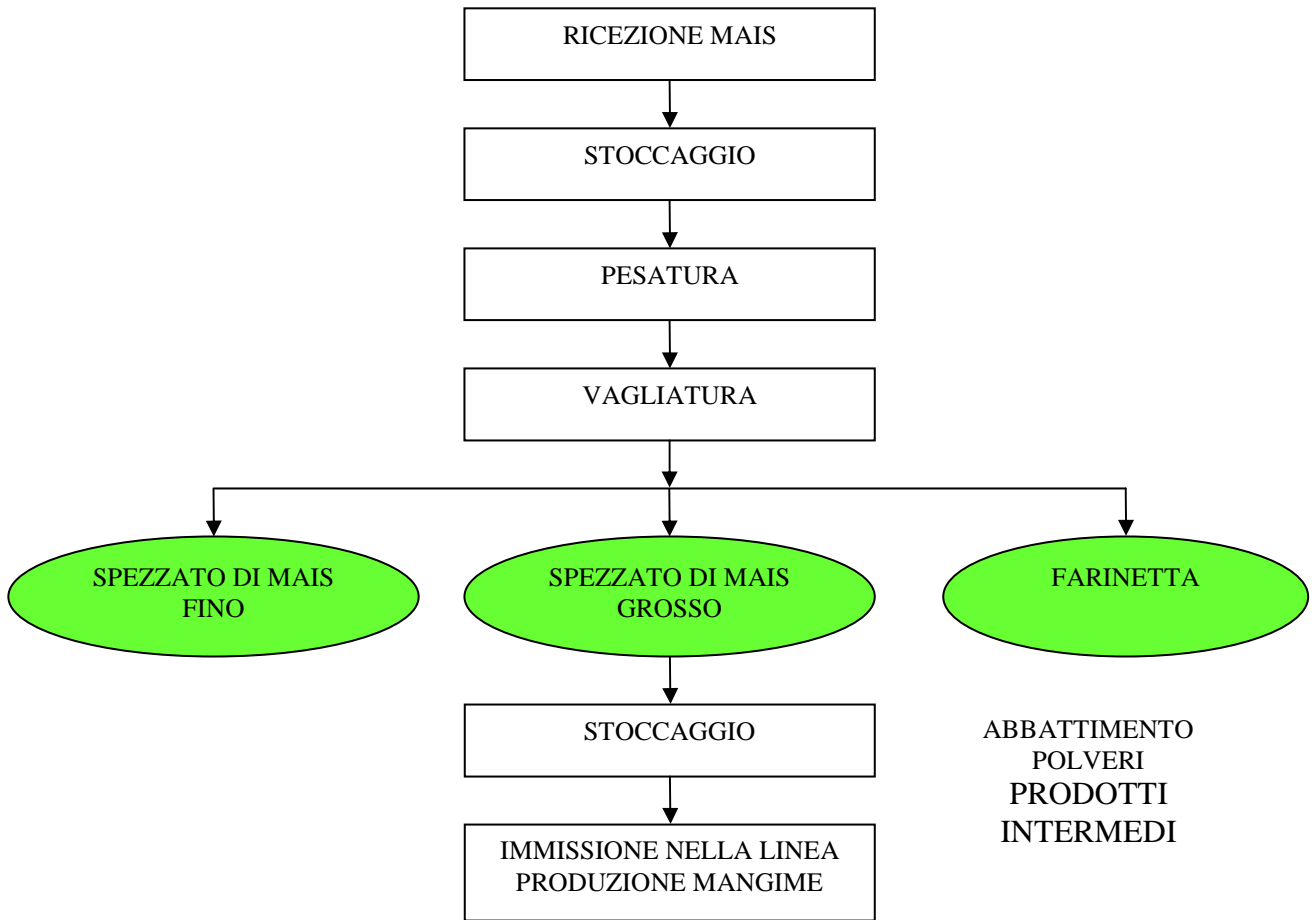 RICEZIONE MAIS
STOCCAGGIO
PESATURA
VAGLIATURA
SPEZZATO DI MAIS
FINO
SPEZZATO DI MAIS
GROSSO
FARINETTA
STOCCAGGIO
ABBATTIMENTO
POLVERI
PRODOTTI
INTERMEDI
IMMISSIONE NELLA LINEA
PRODUZIONE MANGIME